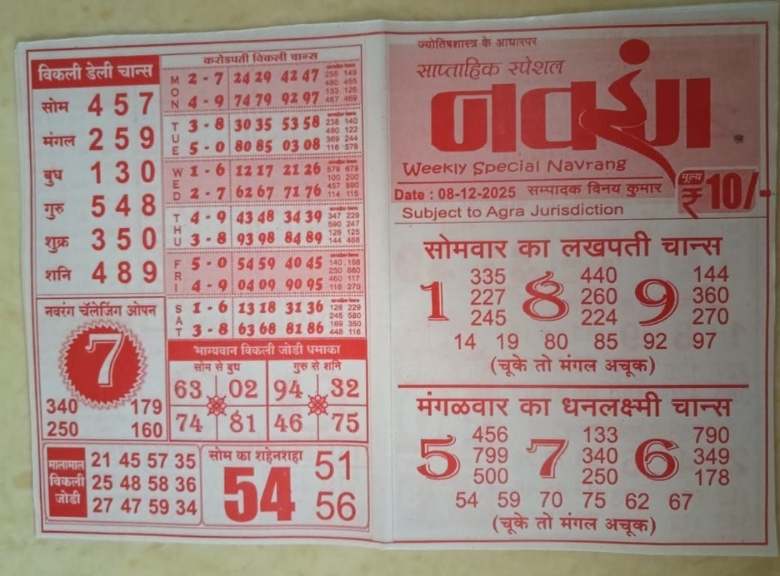 विकली डेली चान्स
सोम 4 5 7
मंगल 2 5 9
बुध 1 3 0
गुरु 5 4 8
शुक्र 3 5 0
शनि 4 8 9
करोडपती विकली चान्स
MON 2 - 7 24 29 42 47
4 - 9 74 79 92 97
TUE 3 - 8 30 35 53 58
5 - 0 80 85 03 08
WED 1 - 6 12 17 21 26
2 - 7 62 67 71 76
THU 4 - 9 43 48 34 39
3 - 8 93 98 84 89
FRI 5 - 0 54 59 40 45
4 - 9 04 09 90 95
SAT 1 - 6 13 18 31 36
3 - 8 63 68 81 86
नवरंग चॅलेंजिंग ओपन
7
340 179
250 160
भाग्यवान विकली जोडी धमाका
सोम से बुध गुरु से शनि
63 02 94 32
74 81 46 75
मालामाल विकली जोडी
21 45 57 35
25 48 58 36
27 47 59 34
सोम का शहेनशहा
54 51
56
ज्योतिषशास्त्र के आधारपर
साप्ताहिक स्पेशल
नवरंग
Weekly Special Navrang
Date : 08-12-2025 सम्पादक विनय कुमार
मूल्य ₹ 10/-
Subject to Agra Jurisdiction
सोमवार का लखपती चान्स
1 335 8 440 9 144
227 260 360
245 224 270
14 19 80 85 92 97
(चूके तो मंगल अचूक)
मंगळवार का धनलक्ष्मी चान्स
5 456 7 133 6 790
799 340 349
500 250 178
54 59 70 75 62 67
(चूके तो मंगल अचूक)